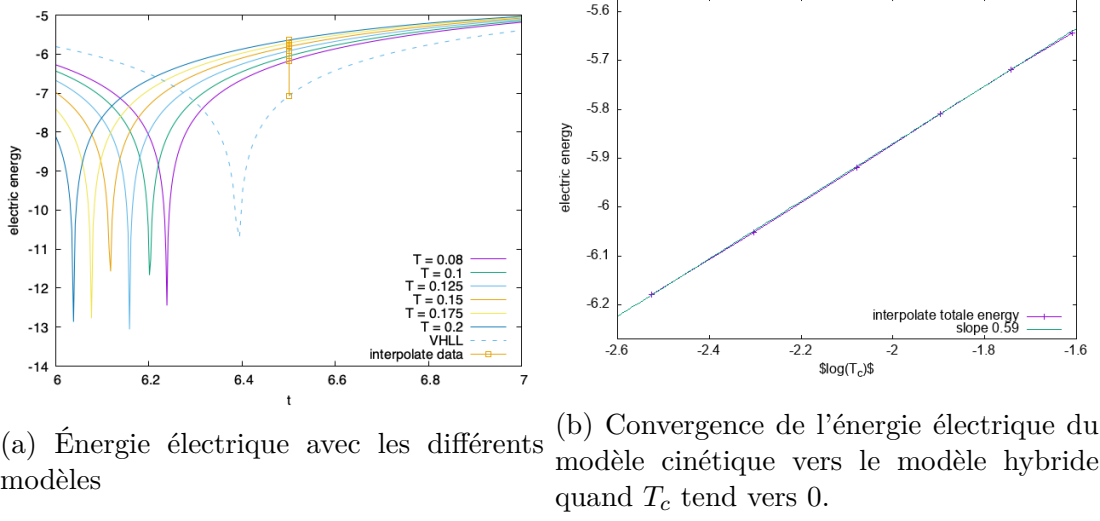 -5
-6
-7
-8
-9
-10
-11
-12
-13
-14
6
6.2
6.4
6.6
6.8
7
electric energy
t
T = 0.08
T = 0.1
T = 0.125
T = 0.15
T = 0.175
T = 0.2
VHLL
interpolate data
(a) Énergie électrique avec les différents
modèles
-5.6
-5.7
-5.8
-5.9
-6
-6.1
-6.2
-2.6
-2.4
-2.2
-2
-1.8
-1.6
electric energy
$log(T_c)$
interpolate totale energy
slope 0.59
(b) Convergence de l'énergie électrique du
modèle cinétique vers le modèle hybride
quand T_c tend vers 0.